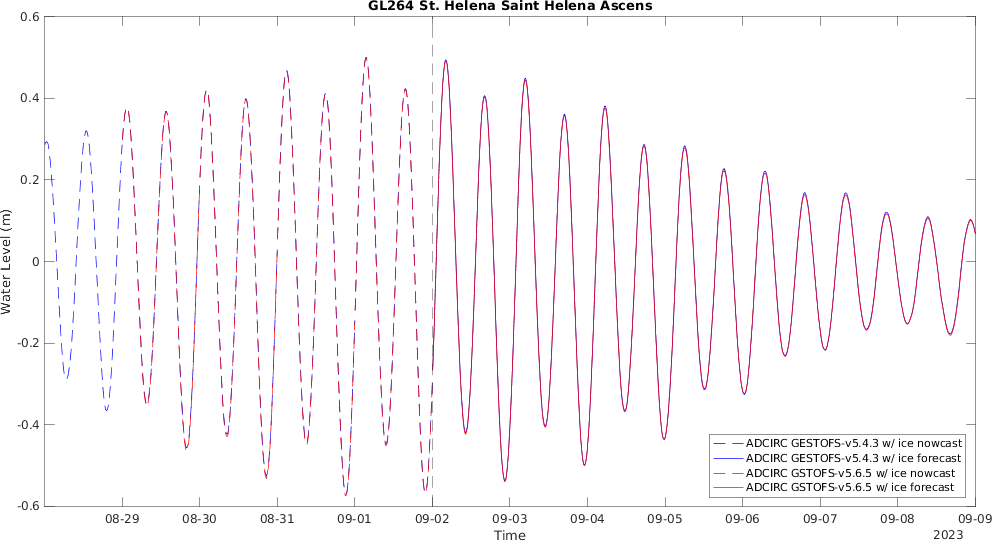 GL264 St. Helena Saint Helena Ascens
0.6
0.4
0.2
0
-0.2
-0.4
-0.6
Water Level (m)
ADCIRC GESTOFS-v5.4.3 w/ ice nowcast
ADCIRC GESTOFS-v5.4.3 w/ ice forecast
ADCIRC GSTOFS-v5.6.5 w/ ice nowcast
ADCIRC GSTOFS-v5.6.5 w/ ice forecast
08-29 08-30 08-31 09-01 09-02 09-03 09-04 09-05 09-06 09-07 09-08 09-09
Time
2023